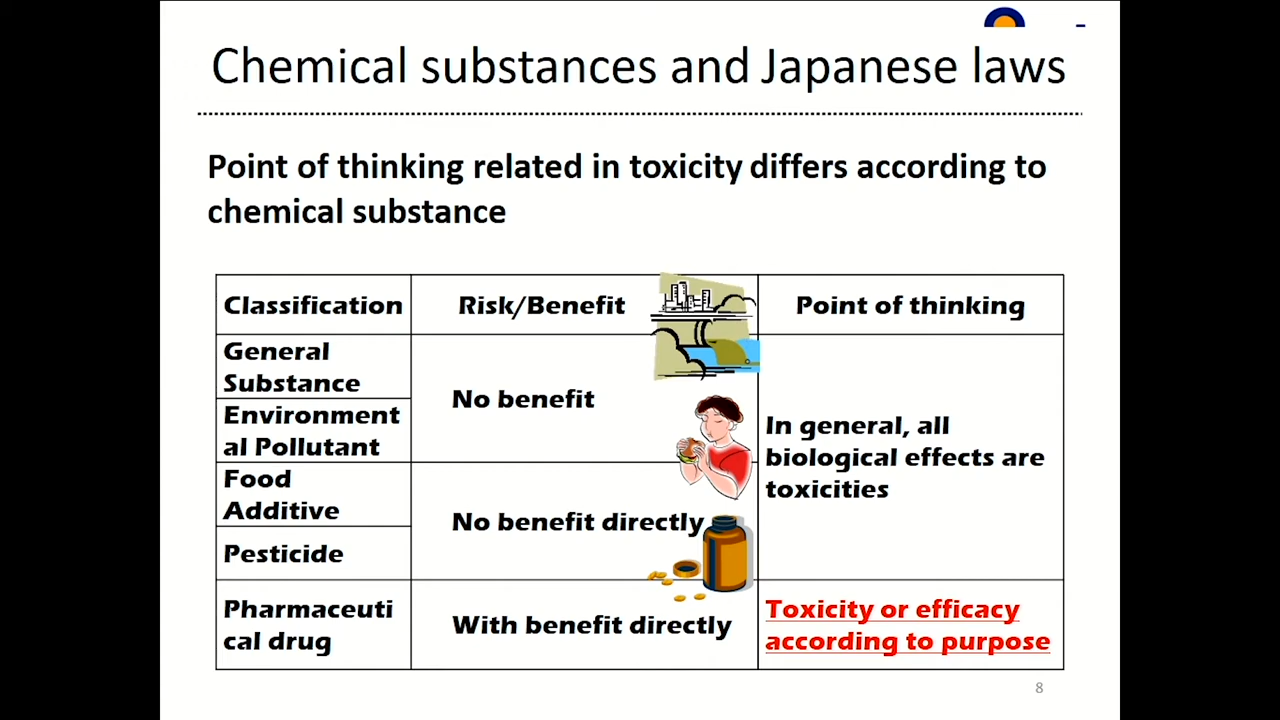 Chemical substances and Japanese laws
Point of thinking related in toxicity differs according to
chemical substance
Classification
Risk/Benefit
Point of thinking
General
Substance
No benefit
Environment
al Pollutant
In general, all
biological effects are
toxicities
Food
Additive
No benefit directly
Pesticide
Pharmaceuti
cal drug
With benefit directly
Toxicity or efficacy
according to purpose
8